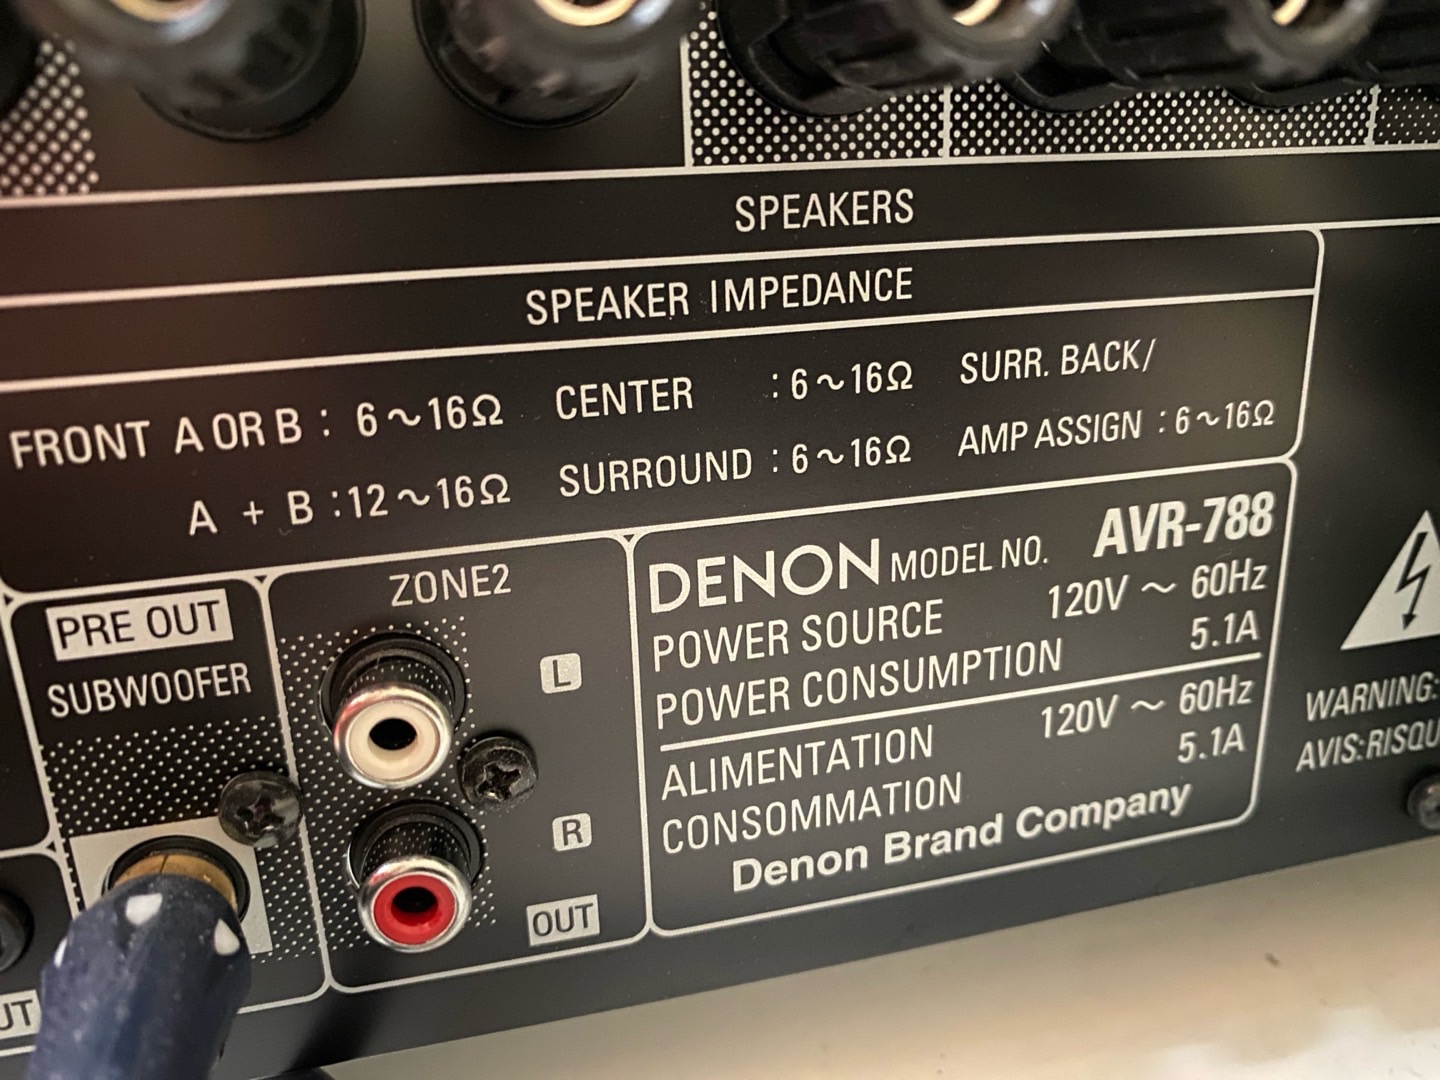 SPEAKERS
SPEAKER IMPEDANCE
FRONT A OR B : 6～16Ω
A + B :12～16Ω
CENTER : 6～16Ω
SURROUND : 6～16Ω
SURR. BACK/
AMP ASSIGN : 6～16Ω
PRE OUT
SUBWOOFER
ZONE2
L
R
OUT
DENON MODEL NO. AVR-788
POWER SOURCE 120V ～ 60Hz
POWER CONSUMPTION 5.1A
ALIMENTATION 120V ～ 60Hz
CONSOMMATION 5.1A
Denon Brand Company
WARNING:
AVIS:RISQU
UT